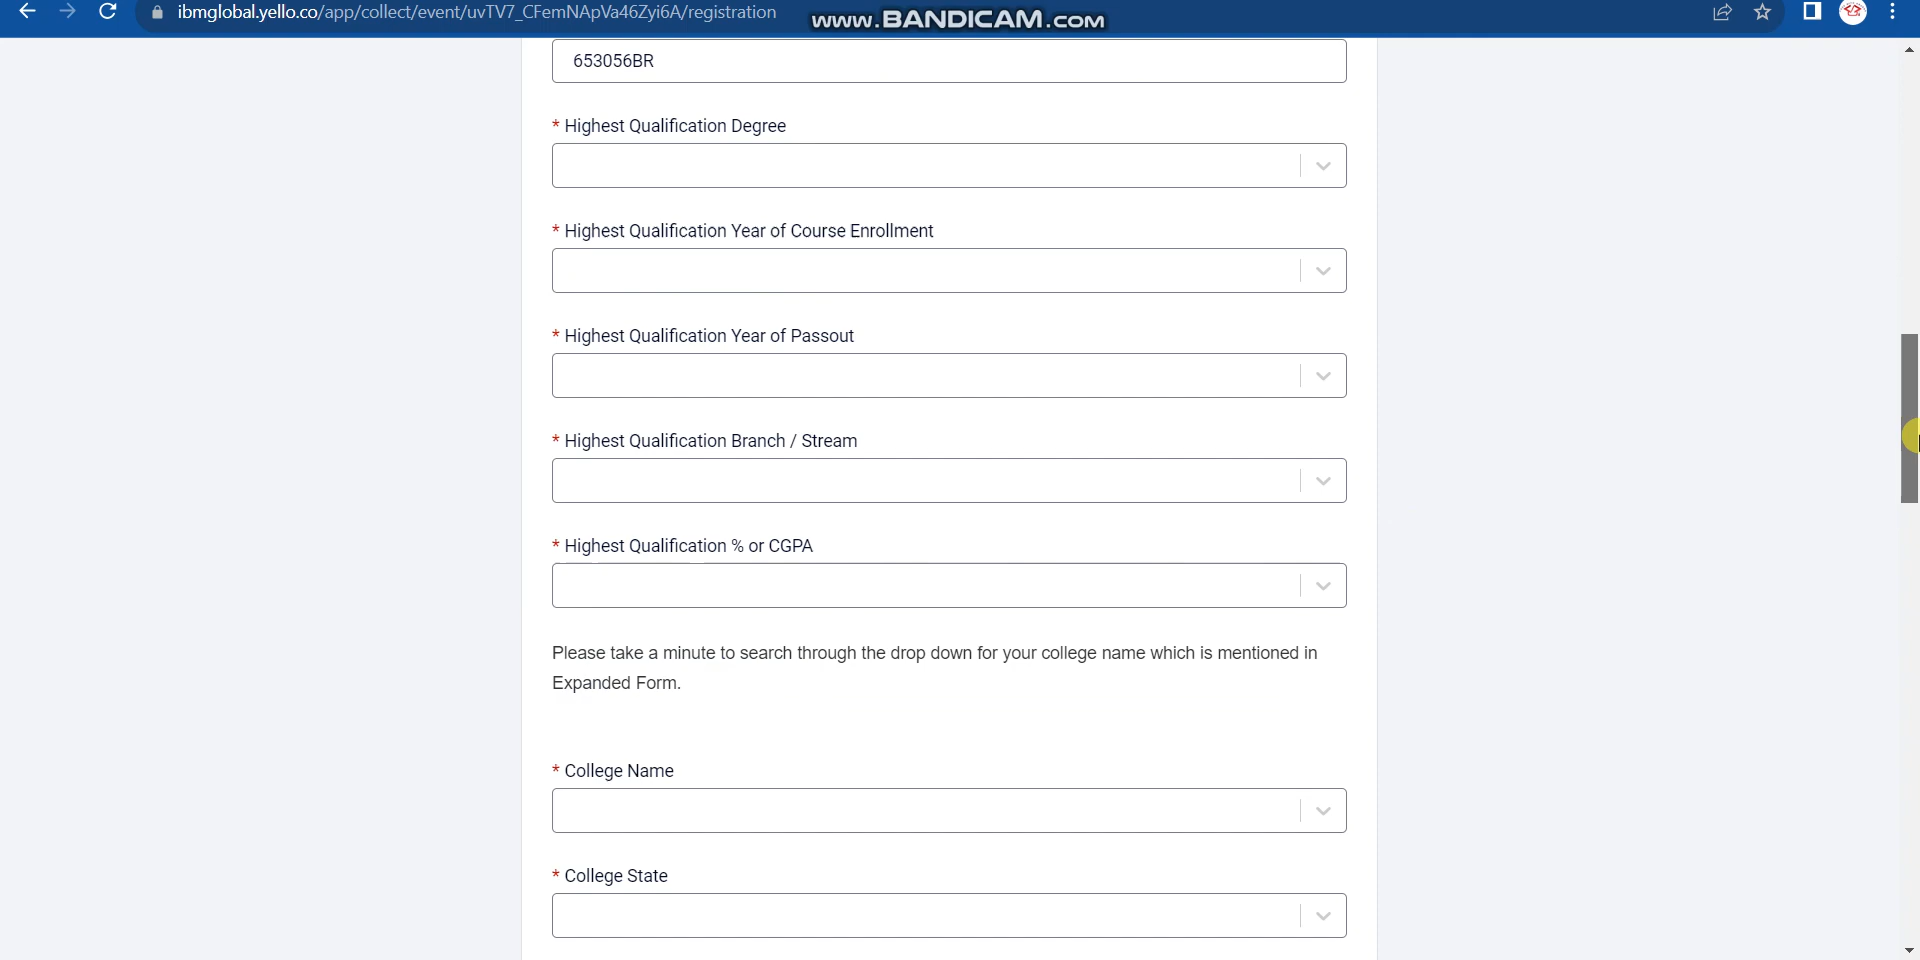 ibmglobal.yello.co/app/collect/event/uvTV7_CFemNApVa46Zyi6A/registration
www.BANDICAM.com
653056BR
* Highest Qualification Degree
* Highest Qualification Year of Course Enrollment
* Highest Qualification Year of Passout
* Highest Qualification Branch / Stream
* Highest Qualification % or CGPA
Please take a minute to search through the drop down for your college name which is mentioned in
Expanded Form.
* College Name
* College State